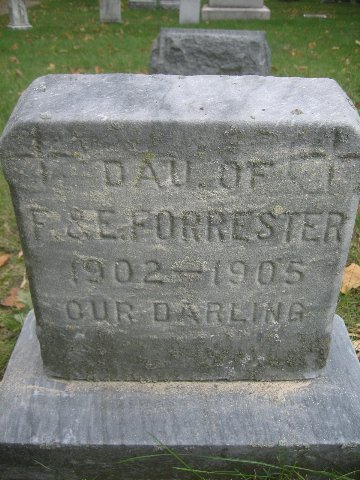 DAU. OF
F. & E. FORRESTER
1902 — 1905
OUR DARLING